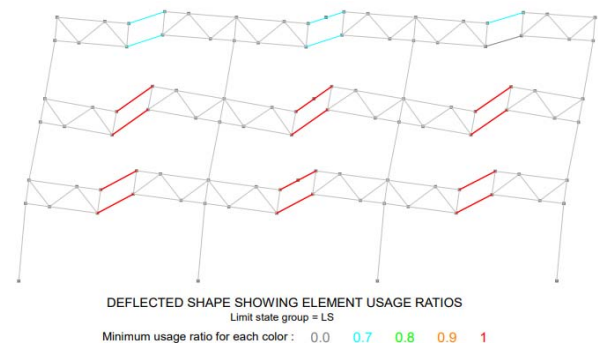 DEFLECTED SHAPE SHOWING ELEMENT USAGE RATIOS
Limit state group = LS
Minimum usage ratio for each color : 0.0 0.7 0.8 0.9 1